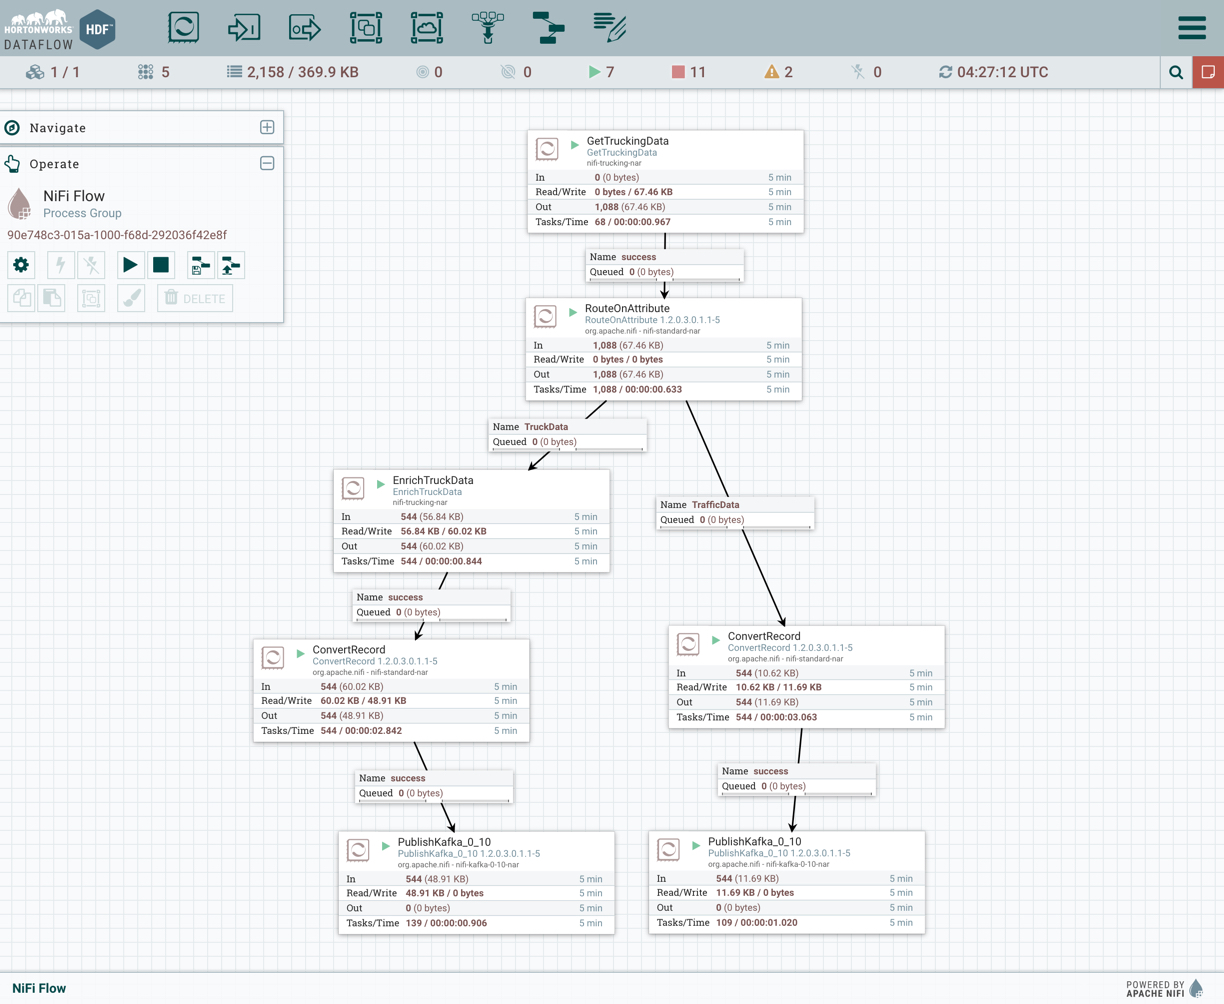 HORTONWORKS
DATAFLOW
HDF™
1 / 1
5
2,158 / 369.9 KB
0
0
7
11
2
0
04:27:12 UTC
Navigate
Operate
NiFi Flow
Process Group
90e748c3-015a-1000-f68d-292036f42e8f
DELETE
GetTruckingData
GetTruckingData
nifi-trucking-nar
In 0 (0 bytes) 5 min
Read/Write 0 bytes / 67.46 KB 5 min
Out 1,088 (67.46 KB) 5 min
Tasks/Time 68 / 00:00:00.967 5 min
Name success
Queued 0 (0 bytes)
RouteOnAttribute
RouteOnAttribute 1.2.0.3.0.1.1-5
org.apache.nifi - nifi-standard-nar
In 1,088 (67.46 KB) 5 min
Read/Write 0 bytes / 0 bytes 5 min
Out 1,088 (67.46 KB) 5 min
Tasks/Time 1,088 / 00:00:00.633 5 min
Name TruckData
Queued 0 (0 bytes)
EnrichTruckData
EnrichTruckData
nifi-trucking-nar
In 544 (56.84 KB) 5 min
Read/Write 56.84 KB / 60.02 KB 5 min
Out 544 (60.02 KB) 5 min
Tasks/Time 544 / 00:00:00.844 5 min
Name TrafficData
Queued 0 (0 bytes)
Name success
Queued 0 (0 bytes)
ConvertRecord
ConvertRecord 1.2.0.3.0.1.1-5
org.apache.nifi - nifi-standard-nar
In 544 (60.02 KB) 5 min
Read/Write 60.02 KB / 48.91 KB 5 min
Out 544 (48.91 KB) 5 min
Tasks/Time 544 / 00:00:02.842 5 min
ConvertRecord
ConvertRecord 1.2.0.3.0.1.1-5
org.apache.nifi - nifi-standard-nar
In 544 (10.62 KB) 5 min
Read/Write 10.62 KB / 11.69 KB 5 min
Out 544 (11.69 KB) 5 min
Tasks/Time 544 / 00:00:03.063 5 min
Name success
Queued 0 (0 bytes)
Name success
Queued 0 (0 bytes)
PublishKafka_0_10
PublishKafka_0_10 1.2.0.3.0.1.1-5
org.apache.nifi - nifi-kafka-0-10-nar
In 544 (48.91 KB) 5 min
Read/Write 48.91 KB / 0 bytes 5 min
Out 0 (0 bytes) 5 min
Tasks/Time 139 / 00:00:00.906 5 min
PublishKafka_0_10
PublishKafka_0_10 1.2.0.3.0.1.1-5
org.apache.nifi - nifi-kafka-0-10-nar
In 544 (11.69 KB) 5 min
Read/Write 11.69 KB / 0 bytes 5 min
Out 0 (0 bytes) 5 min
Tasks/Time 109 / 00:00:01.020 5 min
NiFi Flow
POWERED BY
APACHE NIFI